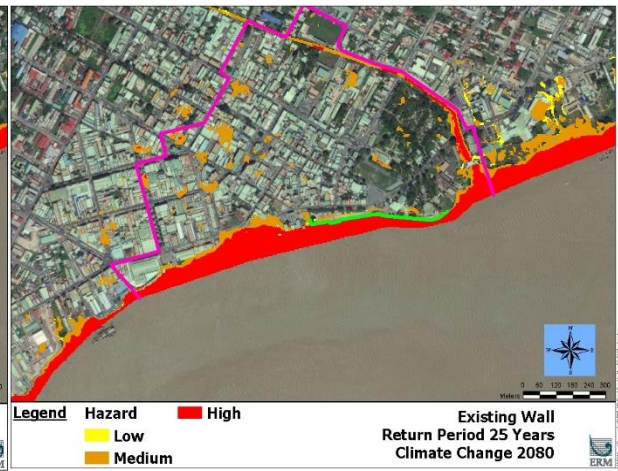 N
W
E
S
Meters
0 60 120 180 240 300
Legend Hazard High
Low
Medium
Existing Wall
Return Period 25 Years
Climate Change 2080
ERM